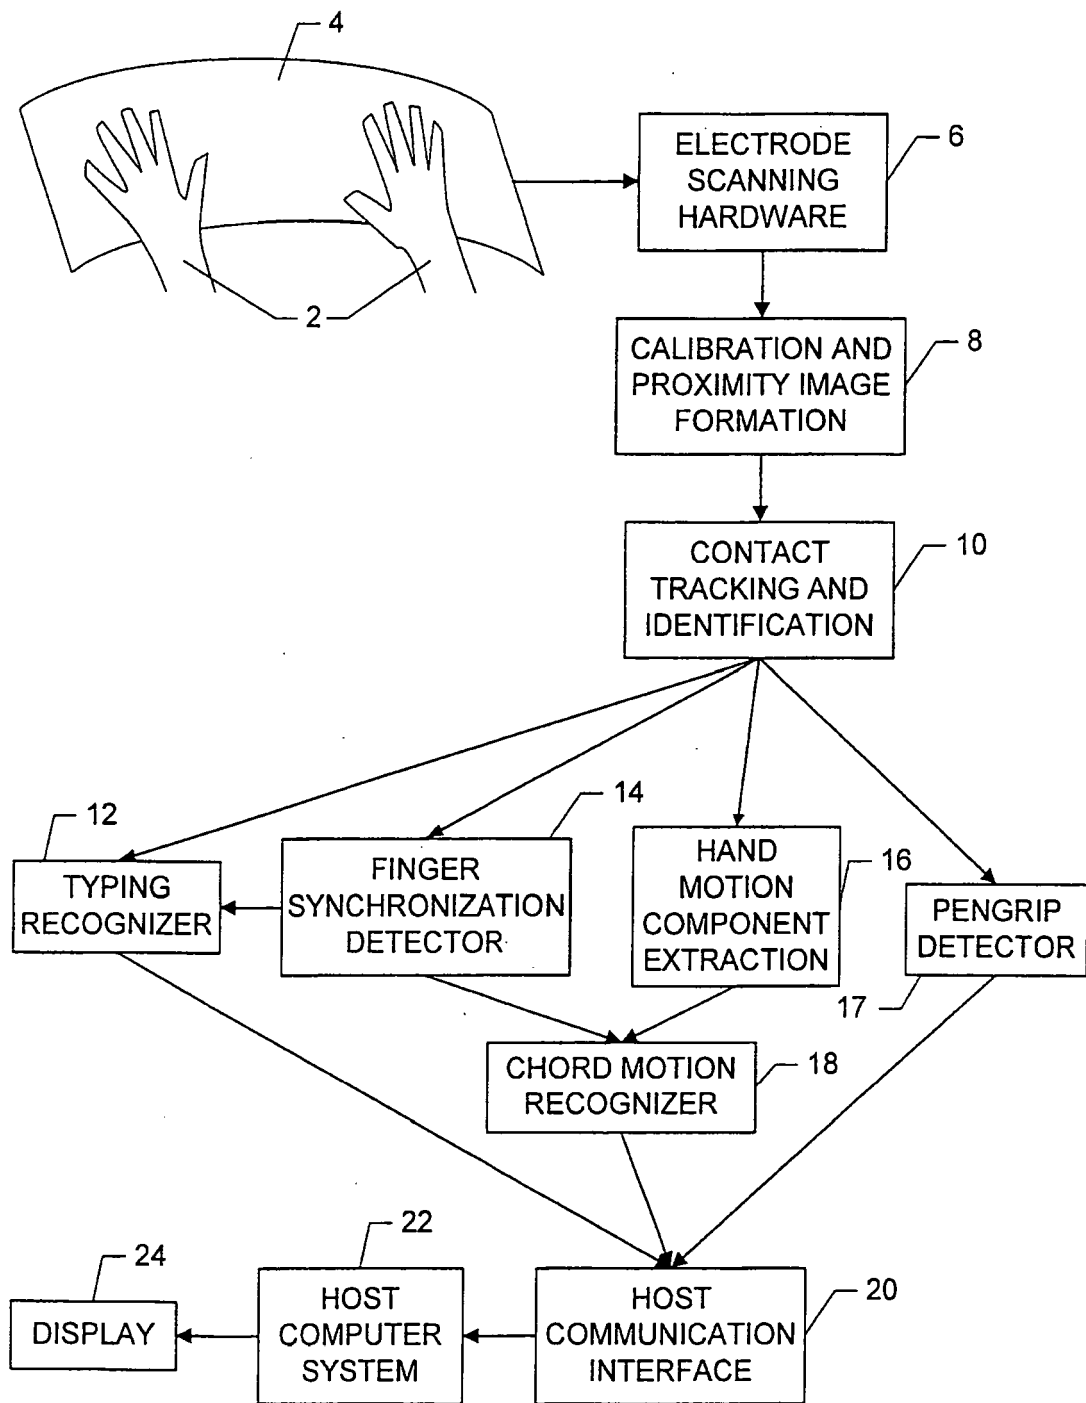 4
2
ELECTRODE
SCANNING
HARDWARE
6
CALIBRATION AND
PROXIMITY IMAGE
FORMATION
8
CONTACT
TRACKING AND
IDENTIFICATION
10
12
TYPING
RECOGNIZER
14
FINGER
SYNCHRONIZATION
DETECTOR
HAND
MOTION
COMPONENT
EXTRACTION
16
PENGRIP
DETECTOR
17
CHORD MOTION
RECOGNIZER
18
24
DISPLAY
22
HOST
COMPUTER
SYSTEM
HOST
COMMUNICATION
INTERFACE
20